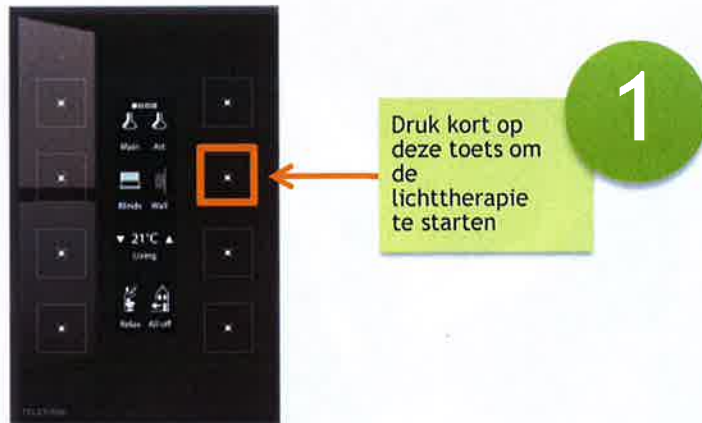 1
Druk kort op
deze toets om
de
lichttherapie
te starten
Main Art
Blinds Wall
▼ 21°C ▲
Living
Relax All off